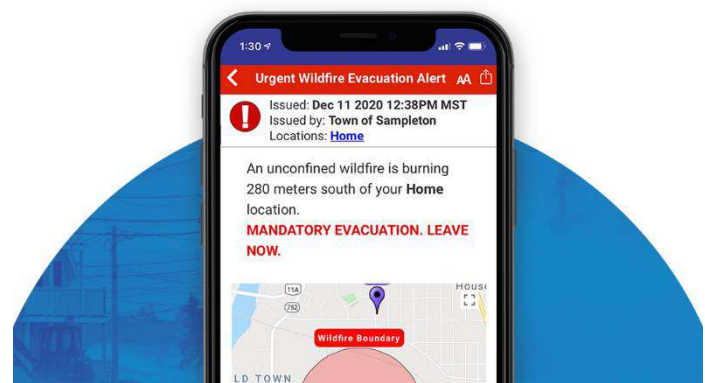 1:30
Urgent Wildfire Evacuation Alert AA
Issued: Dec 11 2020 12:38PM MST
Issued by: Town of Sampleton
Locations: Home
An unconfined wildfire is burning
280 meters south of your Home
location.
MANDATORY EVACUATION. LEAVE
NOW.
11A
752
Wildfire Boundary
LD TOWN